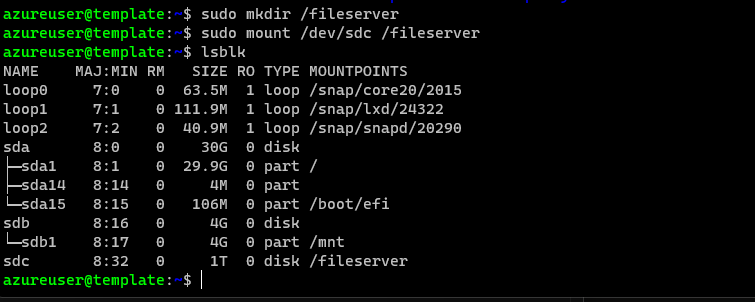 azureuser@template:~$ sudo mkdir /fileserver
azureuser@template:~$ sudo mount /dev/sdc /fileserver
azureuser@template:~$ lsblk
NAME    MAJ:MIN RM   SIZE RO TYPE MOUNTPOINTS
loop0     7:0    0  63.5M  1 loop /snap/core20/2015
loop1     7:1    0 111.9M  1 loop /snap/lxd/24322
loop2     7:2    0  40.9M  1 loop /snap/snapd/20290
sda       8:0    0    30G  0 disk
├─sda1    8:1    0  29.9G  0 part /
├─sda14   8:14   0     4M  0 part
└─sda15   8:15   0   106M  0 part /boot/efi
sdb       8:16   0     4G  0 disk
└─sdb1    8:17   0     4G  0 part /mnt
sdc       8:32   0     1T  0 disk /fileserver
azureuser@template:~$